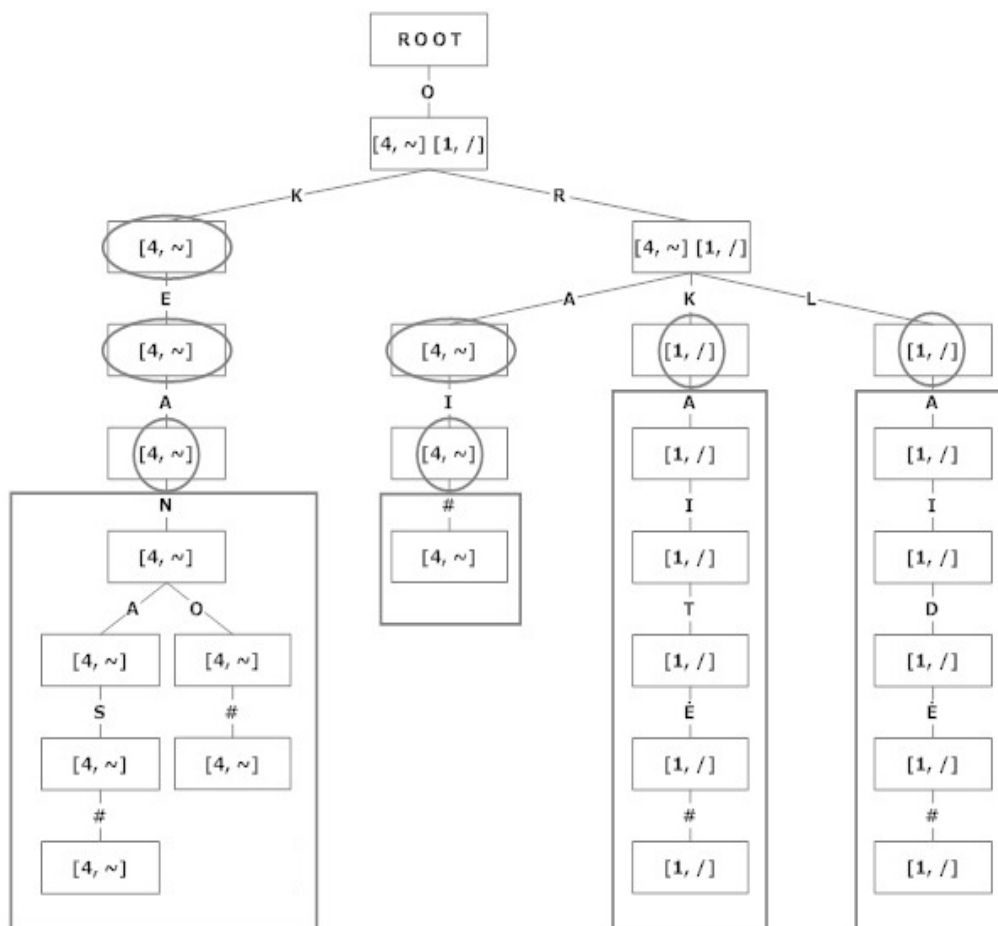 R O O T
O
[4, ~] [1, /]
K R
[4, ~] [4, ~] [1, /]
E A K L
[4, ~] [4, ~] [1, /] [1, /]
A I A A
[4, ~] [4, ~] [1, /] [1, /]
N # I I
[4, ~] [4, ~] [1, /] [1, /]
A O T D
[4, ~] [4, ~] [1, /] [1, /]
S # Ė Ė
[4, ~] [4, ~] [1, /] [1, /]
# # #
[4, ~] [1, /] [1, /]